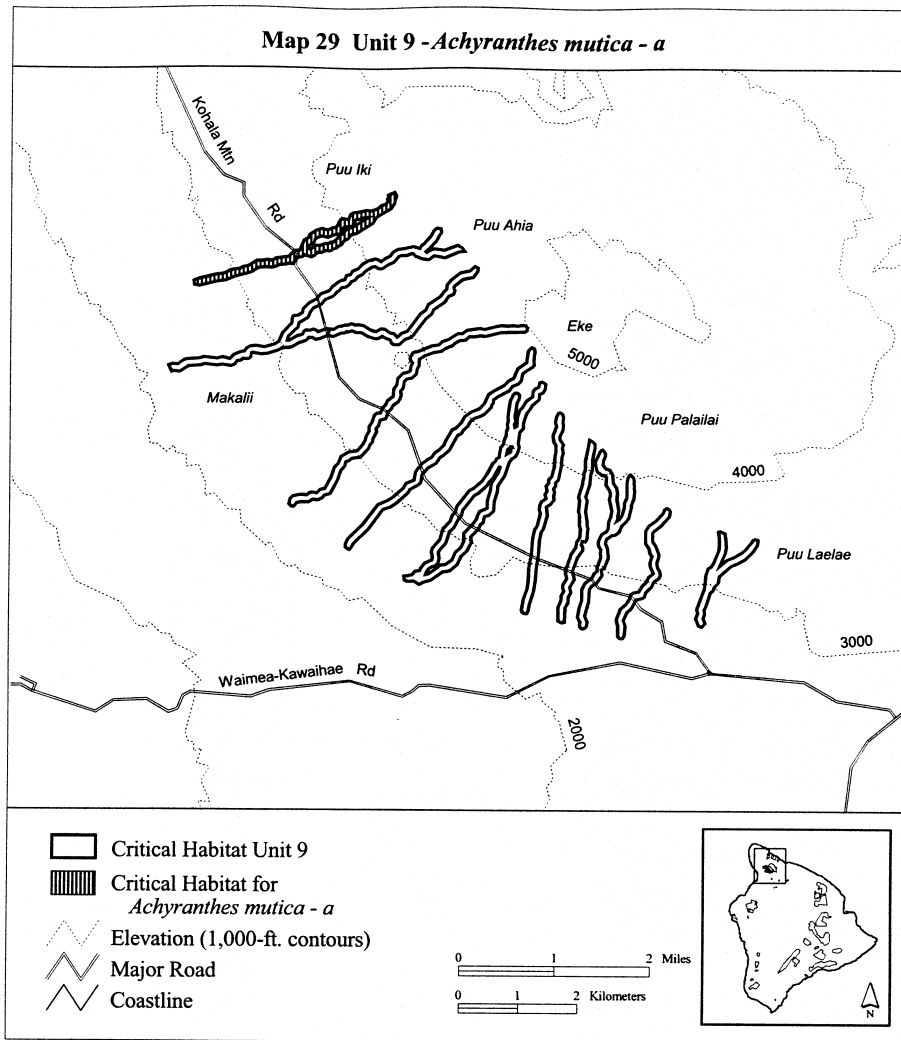 Map 29 Unit 9 - Achyranthes mutica - a
Kohala Mtn
Rd
Puu Iki
Puu Ahia
Eke
5000
Makalii
Puu Palailai
4000
Puu Laelae
3000
Waimea-Kawaihae Rd
2000
Critical Habitat Unit 9
Critical Habitat for
Achyranthes mutica - a
Elevation (1,000-ft. contours)
Major Road
Coastline
0 1 2 Miles
0 1 2 Kilometers
N